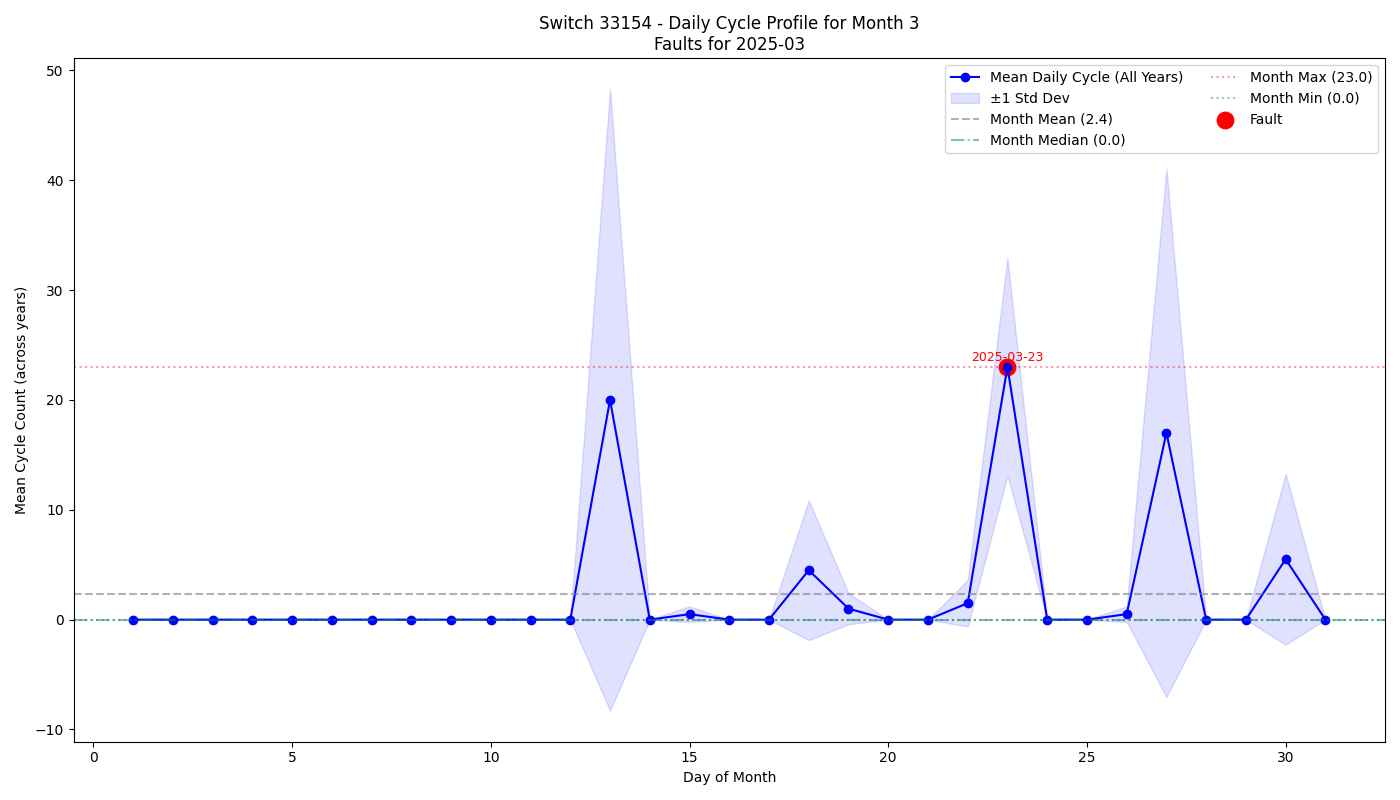 Switch 33154 - Daily Cycle Profile for Month 3
Faults for 2025-03
Mean Daily Cycle (All Years)
±1 Std Dev
Month Mean (2.4)
Month Median (0.0)
Month Max (23.0)
Month Min (0.0)
Fault
Mean Cycle Count (across years)
50
40
30
20
10
0
−10
2025-03-23
0
5
10
15
20
25
30
Day of Month